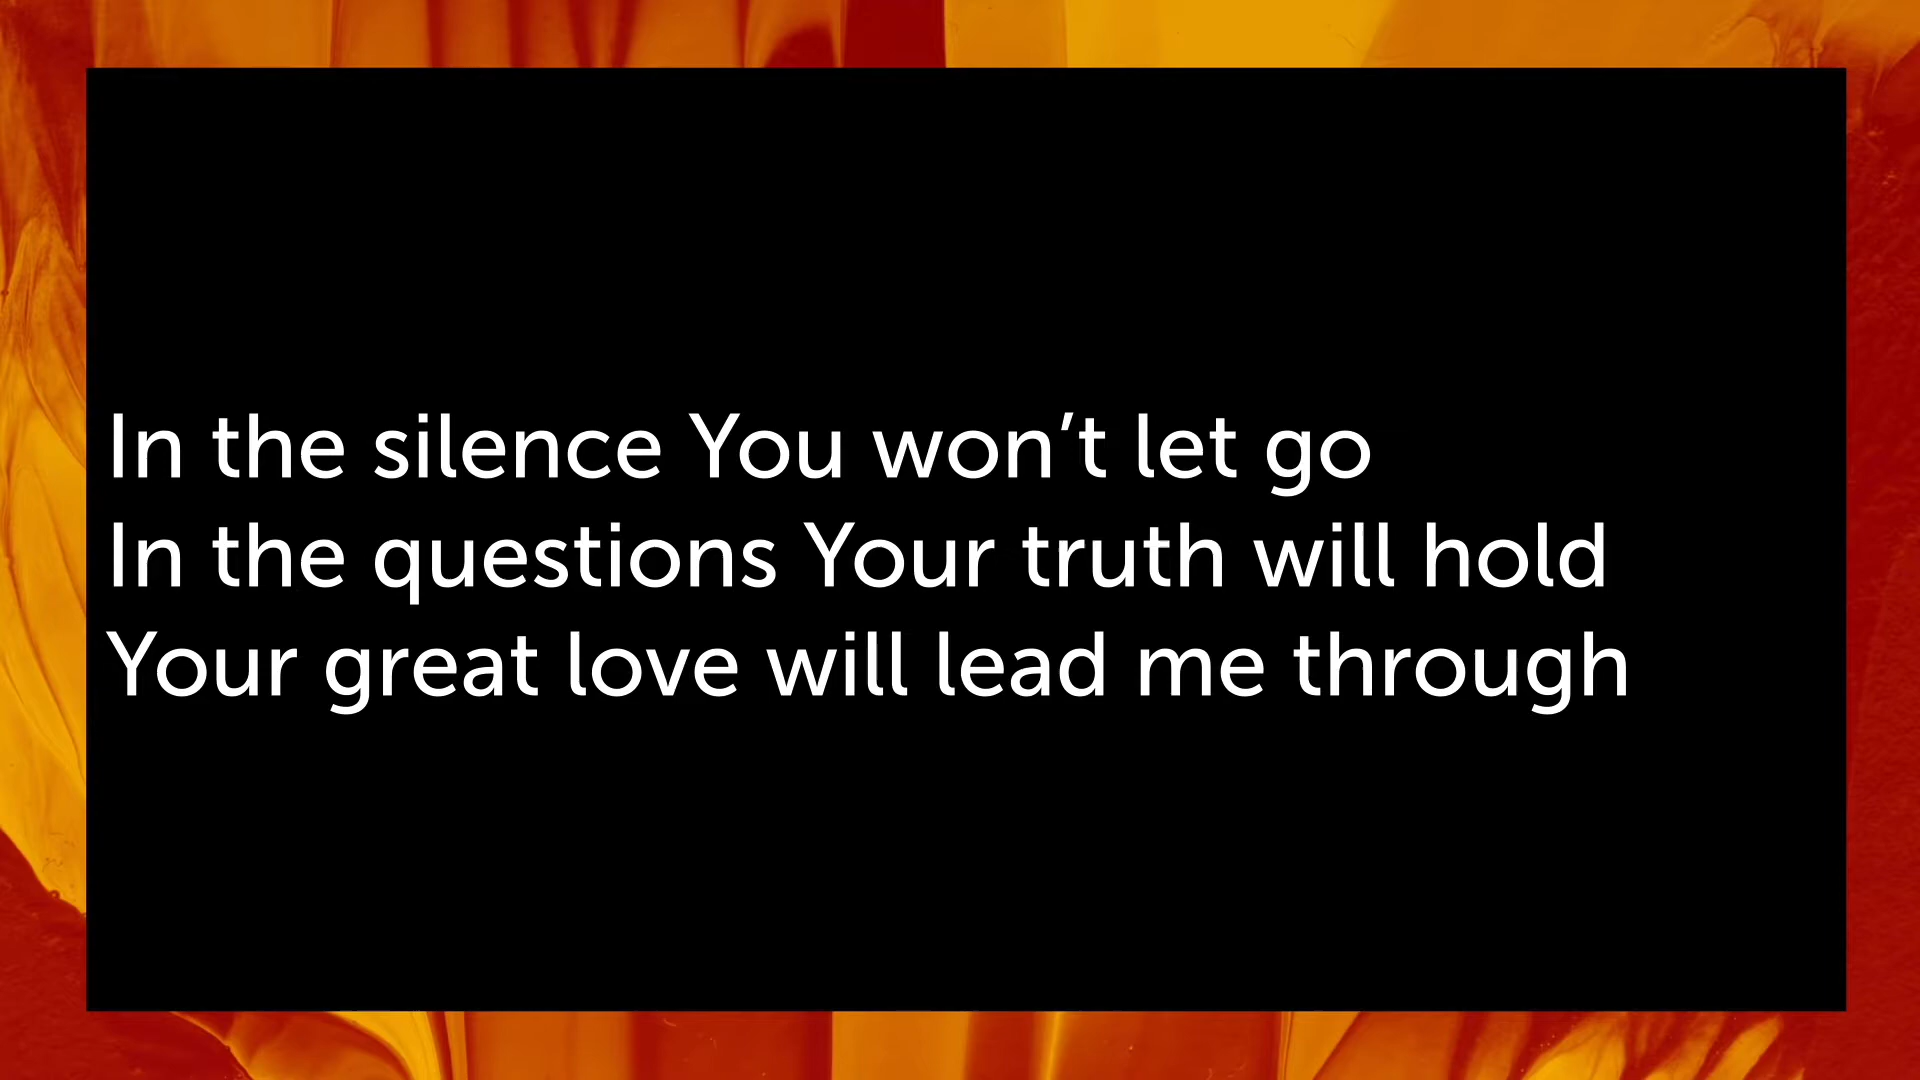 In the silence You won’t let go
In the questions Your truth will hold
Your great love will lead me through